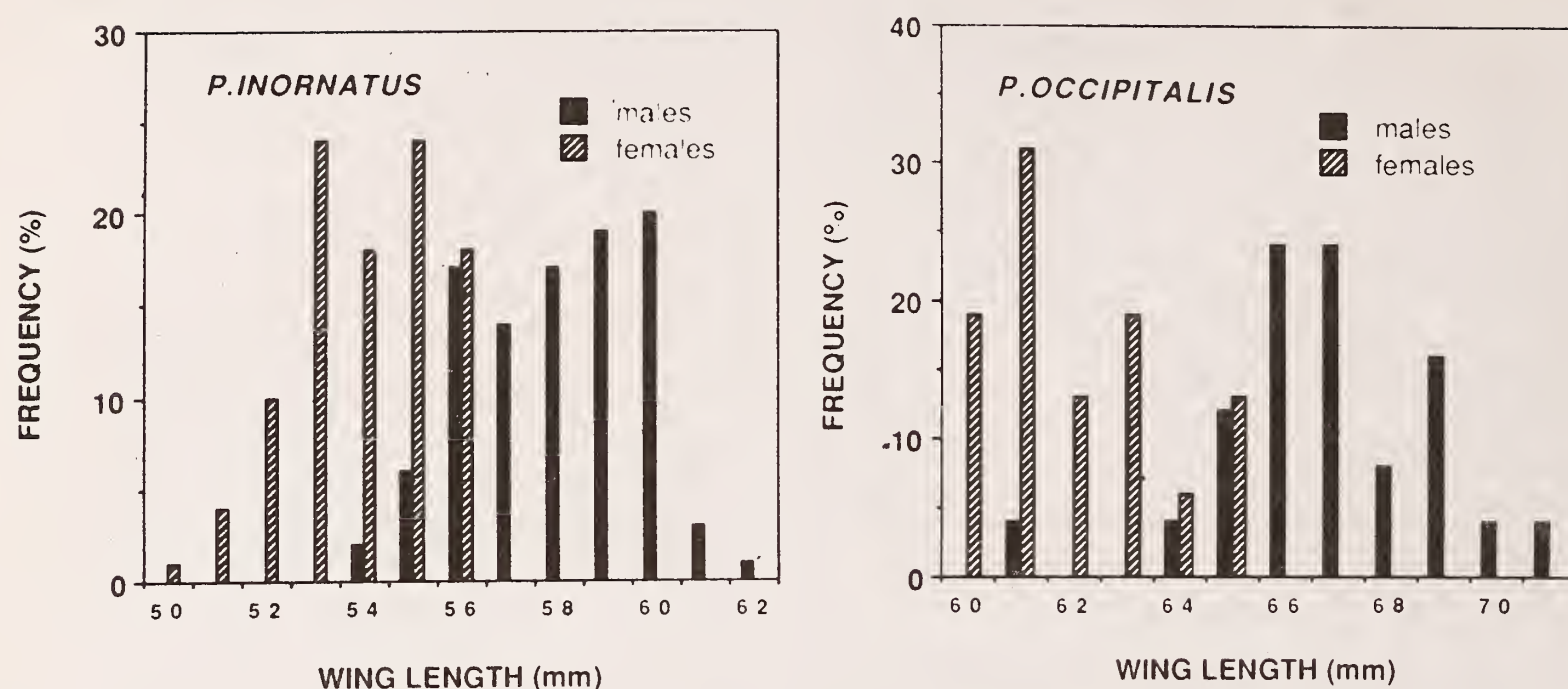 P.INORNATUS
males
females
FREQUENCY (%)
30
20
10
0
50 52 54 56 58 60 62
WING LENGTH (mm)
P.OCCIPITALIS
males
females
FREQUENCY (%)
40
30
20
10
0
60 62 64 66 68 70
WING LENGTH (mm)